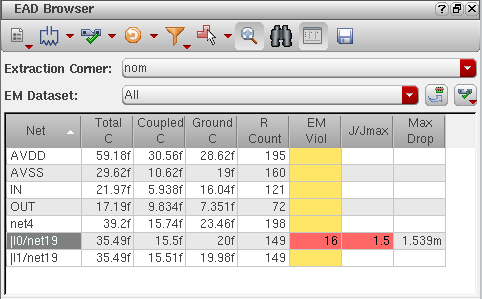 EAD Browser
Extraction Corner: nom
EM Dataset: All
Net Total C Coupled C Ground C R Count EM Viol J/Jmax Max Drop
AVDD 59.18f 30.56f 28.62f 195
AVSS 29.62f 10.62f 19f 160
IN 21.97f 5.938f 16.04f 121
OUT 17.19f 9.834f 7.351f 72
net4 39.2f 15.74f 23.46f 198
|I0/net19 35.49f 15.5f 20f 149 16 1.5 1.539m
|I1/net19 35.49f 15.51f 19.98f 149